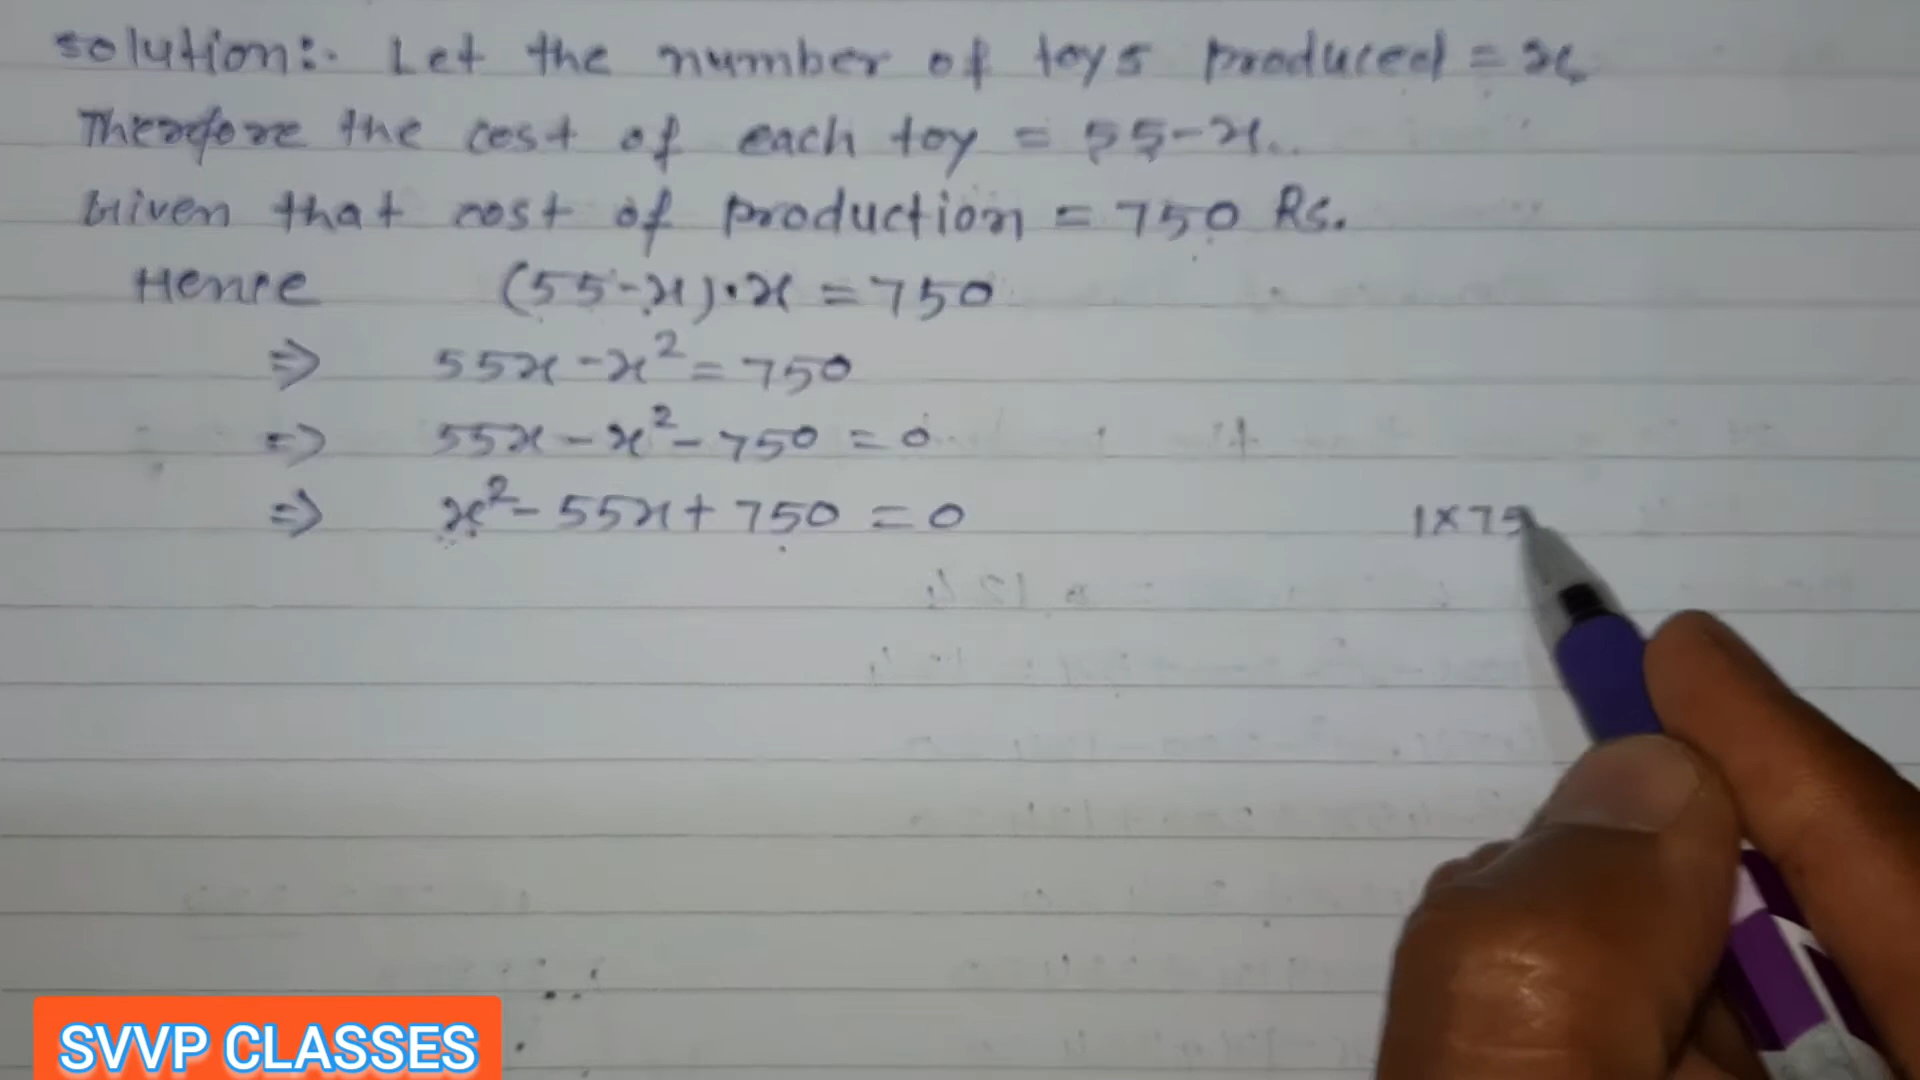 Solution:- Let the number of toys produced = x
Therefore the cost of each toy = 55-x.
Given that cost of production = 750 Rs.
Hence (55-x)·x = 750
⇒ 55x - x² = 750
⇒ 55x - x² - 750 = 0
⇒ x² - 55x + 750 = 0
1×75
SVVP CLASSES